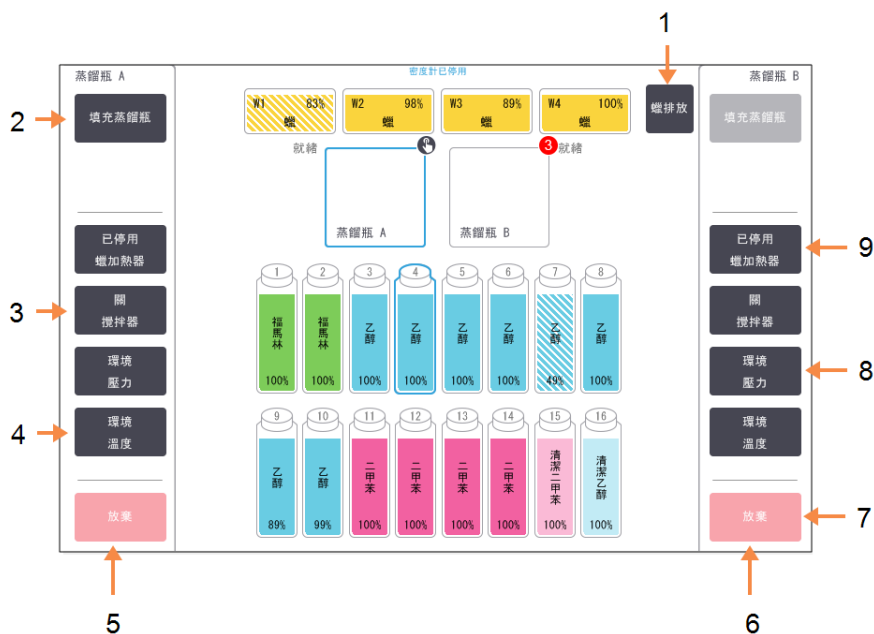 1
蒸餾瓶 A
密度計已停用
蒸餾瓶 B
W1 83%
蠟
W2 98%
蠟
W3 89%
蠟
W4 100%
蠟
蠟排放
2
填充蒸餾瓶
填充蒸餾瓶
就緒
3
就緒
蒸餾瓶 A
蒸餾瓶 B
已停用
蠟加熱器
已停用
蠟加熱器
9
3
關
攪拌器
關
攪拌器
1 2 3 4 5 6 7 8
福馬林
福馬林
乙醇
乙醇
乙醇
乙醇
乙醇
乙醇
100% 100% 100% 100% 100% 100% 49% 100%
環境
壓力
環境
壓力
8
4
環境
溫度
環境
溫度
9 10 11 12 13 14 15 16
乙醇
乙醇
二甲苯
二甲苯
二甲苯
二甲苯
清潔二甲苯
清潔乙醇
89% 99% 100% 100% 100% 100% 100% 100%
放棄
放棄
7
5
6